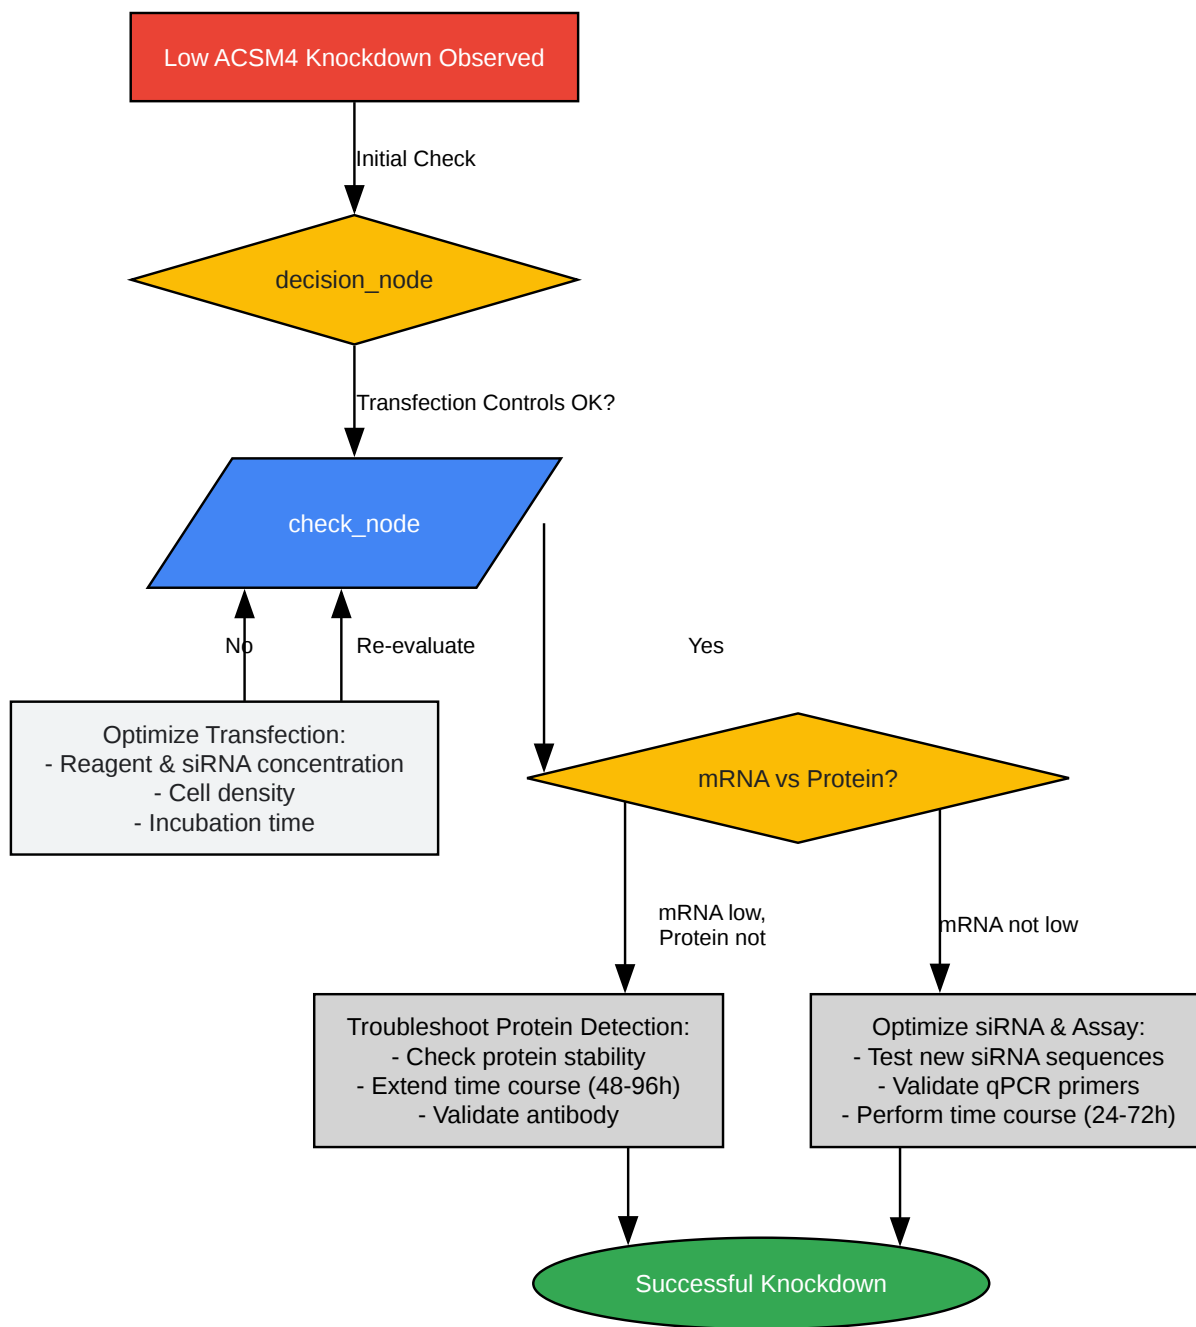 Low ACSM4 Knockdown Observed
Initial Check
decision_node
Transfection Controls OK?
check_node
No
Re-evaluate
Yes
Optimize Transfection:
- Reagent & siRNA concentration
- Cell density
- Incubation time
mRNA vs Protein?
mRNA low,
Protein not
mRNA not low
Troubleshoot Protein Detection:
- Check protein stability
- Extend time course (48-96h)
- Validate antibody
Optimize siRNA & Assay:
- Test new siRNA sequences
- Validate qPCR primers
- Perform time course (24-72h)
Successful Knockdown